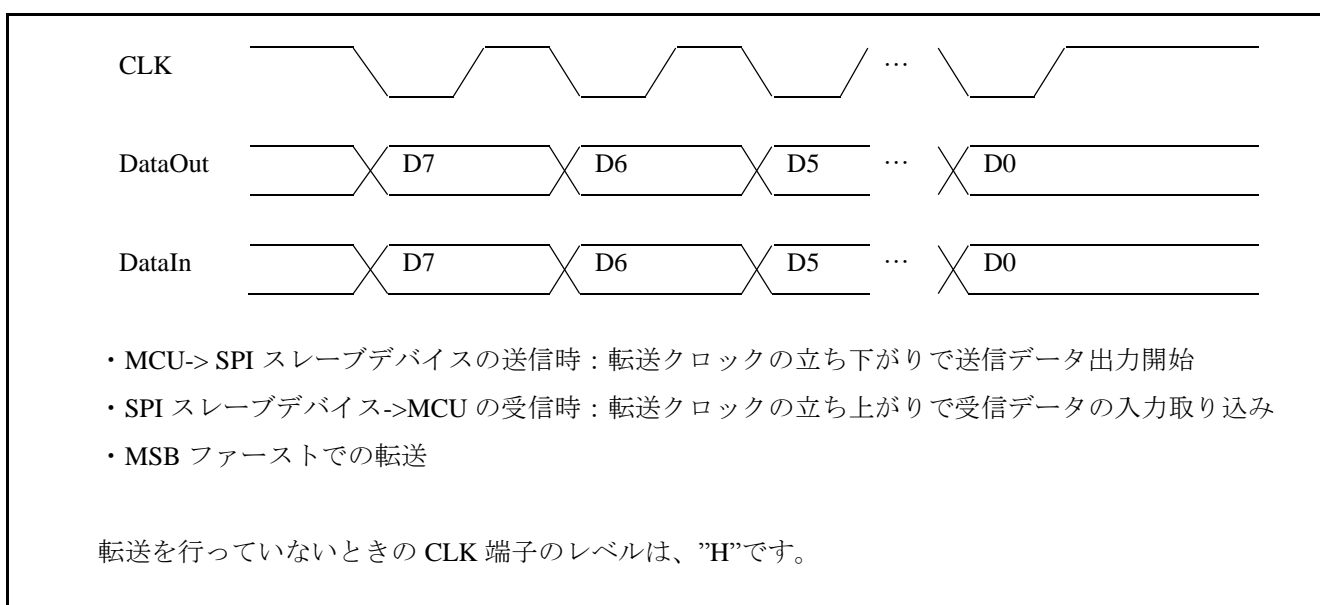 CLK …
DataOut D7 D6 D5 … D0
DataIn D7 D6 D5 … D0
・MCU-> SPI スレーブデバイスの送信時：転送クロックの立ち下がりで送信データ出力開始
・SPI スレーブデバイス->MCU の受信時：転送クロックの立ち上がりで受信データの入力取り込み
・MSB ファーストでの転送
転送を行っていないときの CLK 端子のレベルは、”H”です。